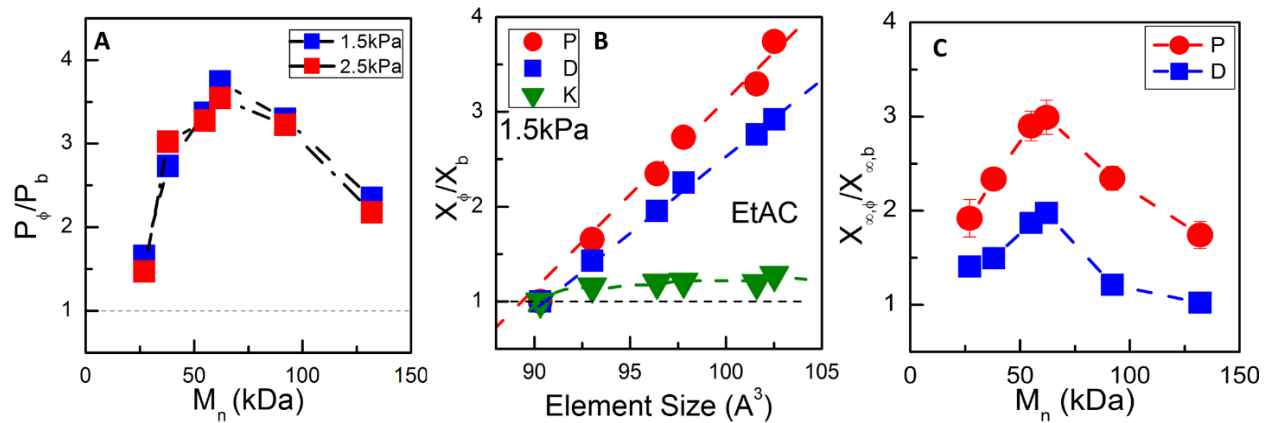 A
1.5kPa
2.5kPa
P_ϕ/P_b
4
3
2
1
0
50
100
150
M_n (kDa)
B
P
D
K
1.5kPa
EtAC
X_ϕ/X_b
4
3
2
1
90
95
100
105
Element Size (A^3)
C
P
D
X_∞,ϕ/X_∞,b
4
3
2
1
0
0
50
100
150
M_n (kDa)